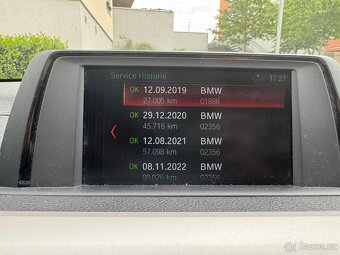 Service Historie
17:27
OK 12.09.2019 BMW
27.005 km 01898
OK 29.12.2020 BMW
45.716 km 02356
OK 12.08.2021 BMW
57.098 km 02356
OK 08.11.2022 BMW
88.026 km 02356